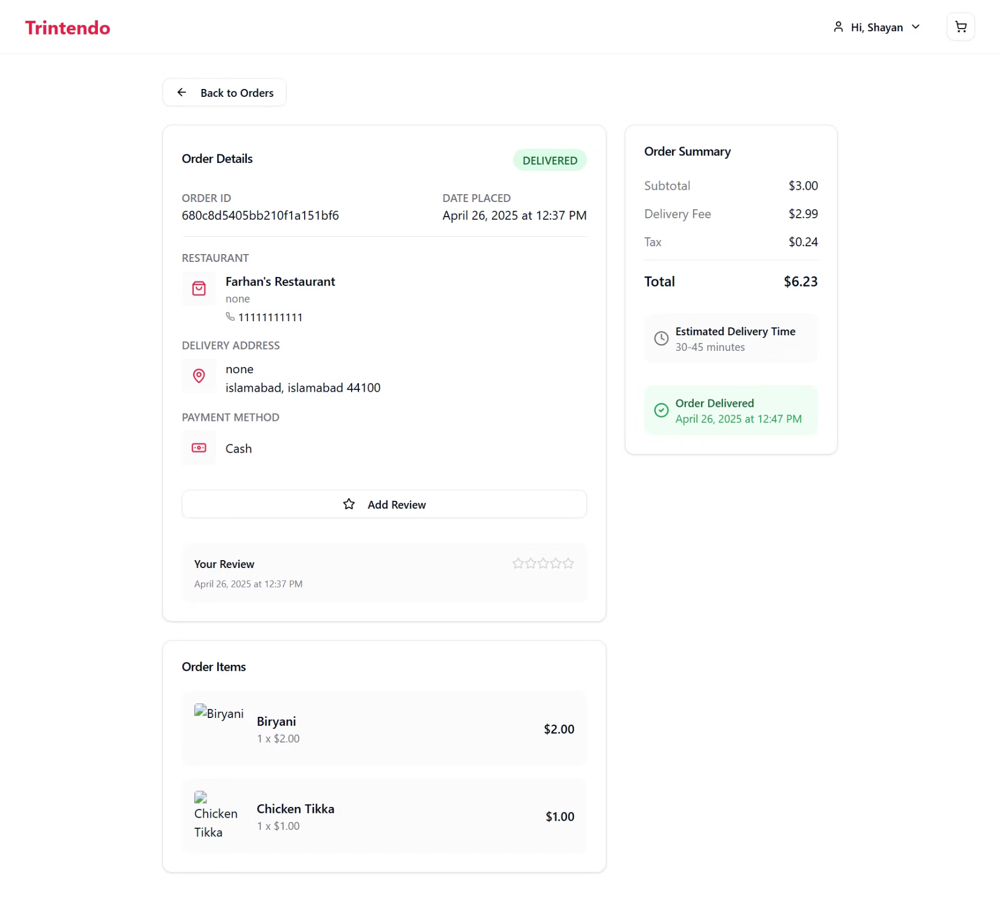 Trintendo
Hi, Shayan
Back to Orders
Order Details
DELIVERED
ORDER ID
680c8d5405bb210f1a151bf6
DATE PLACED
April 26, 2025 at 12:37 PM
RESTAURANT
Farhan's Restaurant
none
11111111111
DELIVERY ADDRESS
none
islamabad, islamabad 44100
PAYMENT METHOD
Cash
Add Review
Your Review
April 26, 2025 at 12:37 PM
Order Summary
Subtotal $3.00
Delivery Fee $2.99
Tax $0.24
Total $6.23
Estimated Delivery Time
30-45 minutes
Order Delivered
April 26, 2025 at 12:47 PM
Order Items
Biryani
Biryani
1 x $2.00
$2.00
Chicken
Tikka
Chicken Tikka
1 x $1.00
$1.00